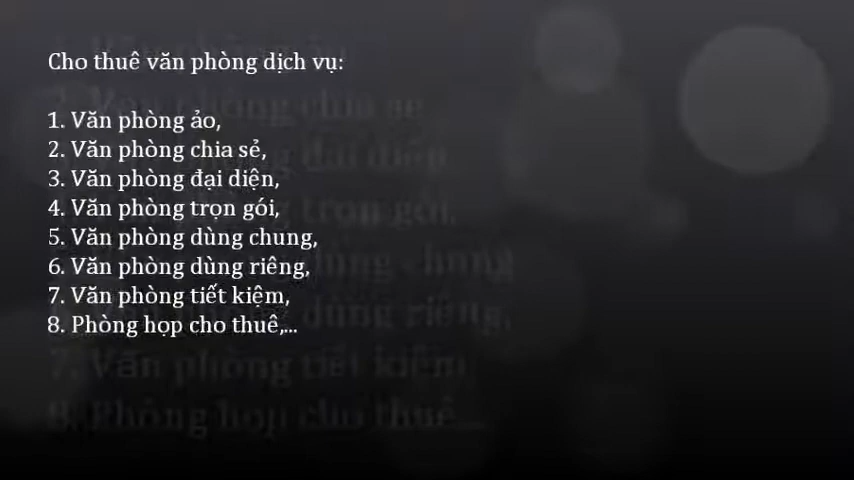 Cho thuê văn phòng dịch vụ:
1. Văn phòng ảo,
2. Văn phòng chia sẻ,
3. Văn phòng đại diện,
4. Văn phòng trọn gói,
5. Văn phòng dùng chung,
6. Văn phòng dùng riêng,
7. Văn phòng tiết kiệm,
8. Phòng họp cho thuê,...